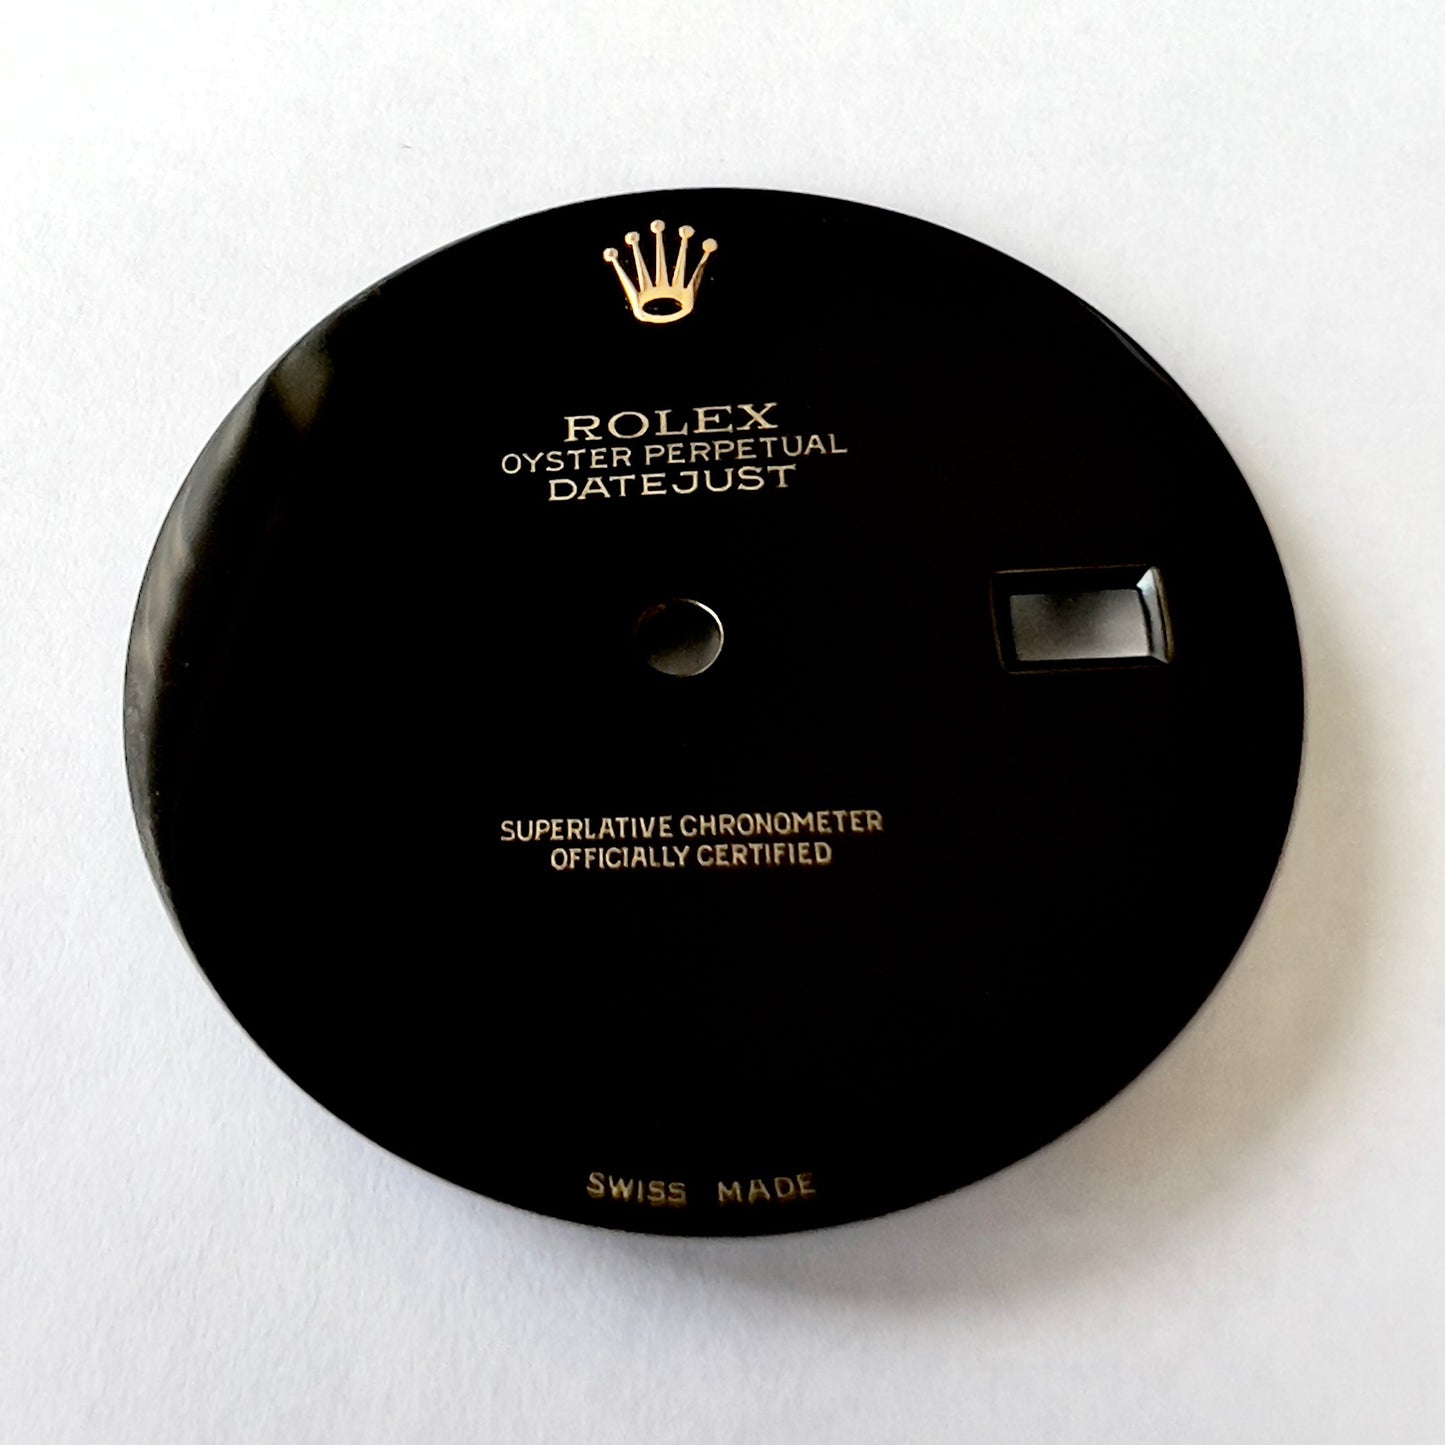 ROLEX
OYSTER PERPETUAL
DATEJUST
SUPERLATIVE CHRONOMETER
OFFICIALLY CERTIFIED
SWISS MADE